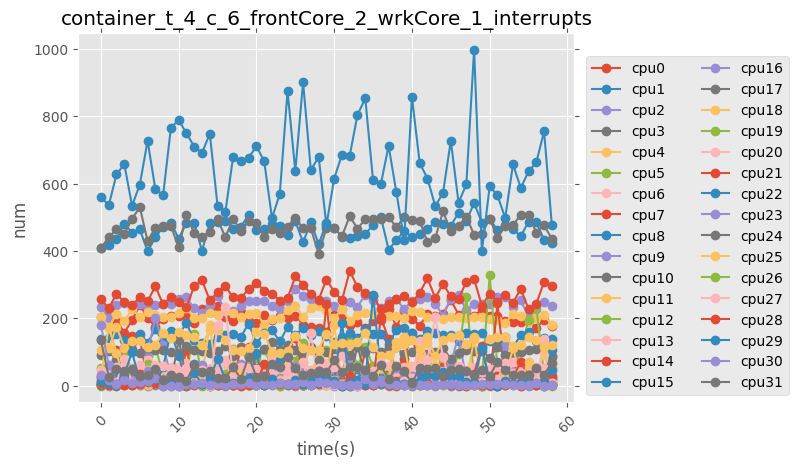 container_t_4_c_6_frontCore_2_wrkCore_1_interrupts
1000
800
600
400
200
0
num
0
10
20
30
40
50
60
time(s)
cpu0
cpu1
cpu2
cpu3
cpu4
cpu5
cpu6
cpu7
cpu8
cpu9
cpu10
cpu11
cpu12
cpu13
cpu14
cpu15
cpu16
cpu17
cpu18
cpu19
cpu20
cpu21
cpu22
cpu23
cpu24
cpu25
cpu26
cpu27
cpu28
cpu29
cpu30
cpu31